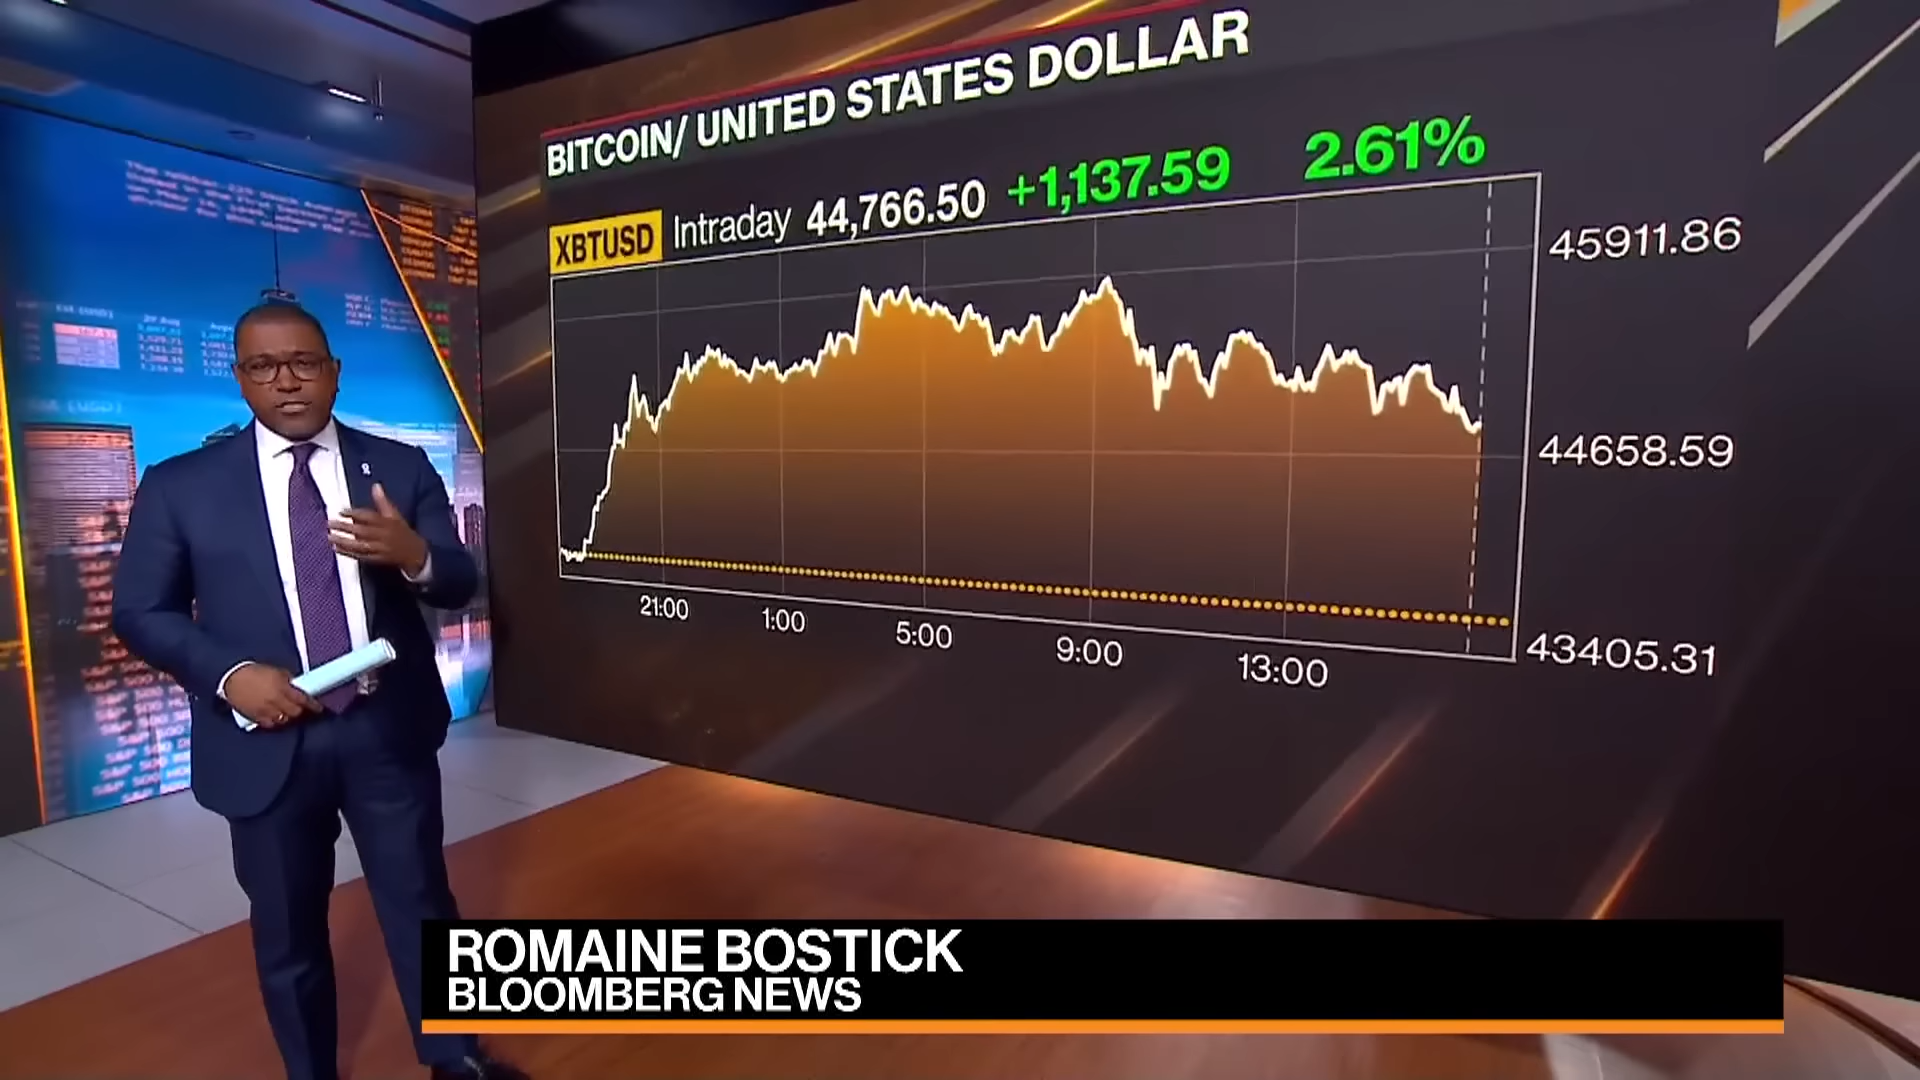 BITCOIN/ UNITED STATES DOLLAR
XBTUSD Intraday 44,766.50 +1,137.59 2.61%
45911.86
44658.59
43405.31
21:00 1:00 5:00 9:00 13:00
ROMAINE BOSTICK
BLOOMBERG NEWS